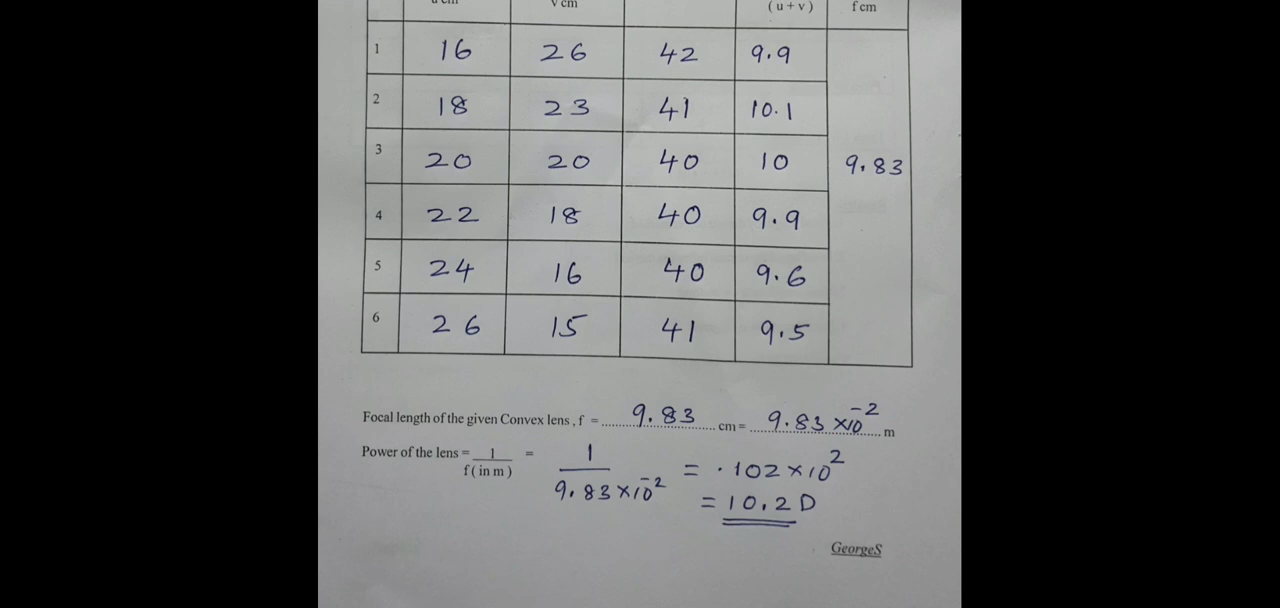 u cm v cm (u+v) f cm
1 16 26 42 9.9
2 18 23 41 10.1
3 20 20 40 10 9.83
4 22 18 40 9.9
5 24 16 40 9.6
6 26 15 41 9.5
Focal length of the given Convex lens , f = 9.83 cm = 9.83 ×10⁻² m
Power of the lens = 1 / f ( in m ) = 1 / 9.83 ×10⁻² = .102 ×10²
= 10.2 D
GeorgeS